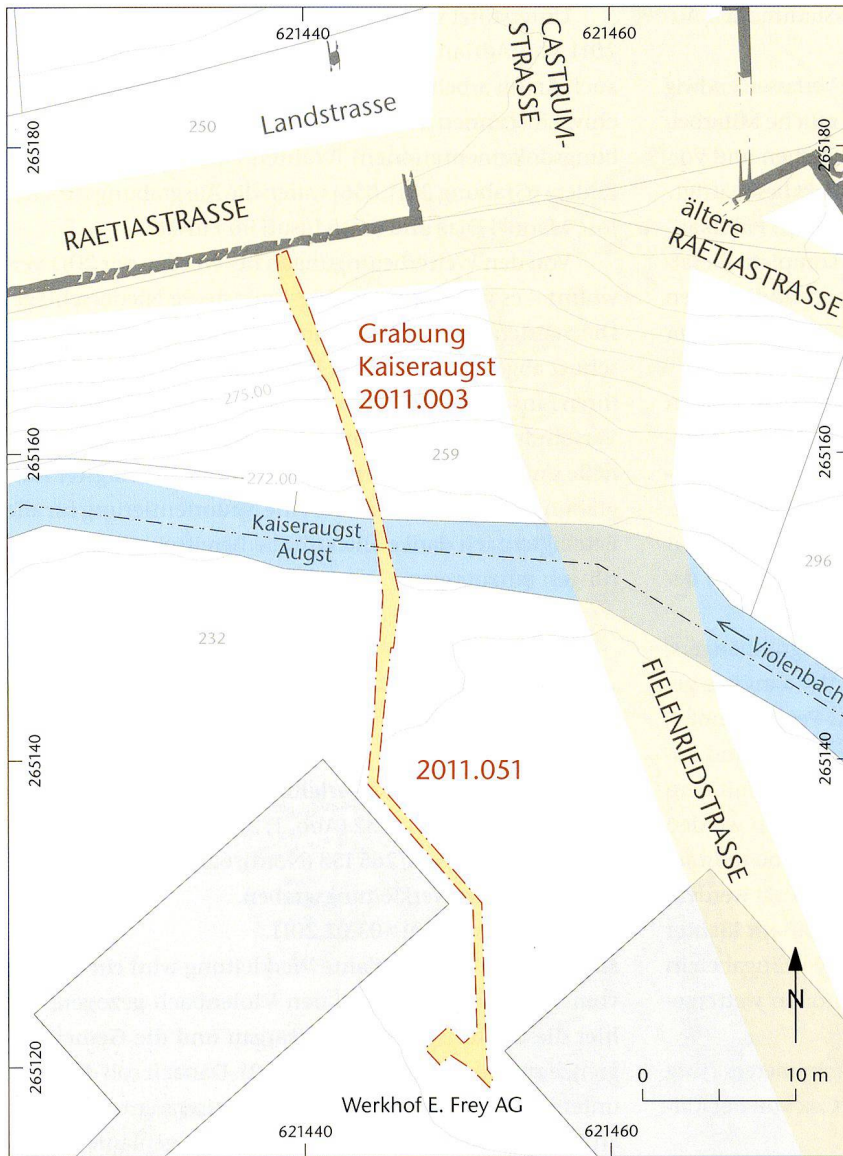 621440
621460
CASTRUM-
STRASSE
265180
265180
250
Landstrasse
RAETIASTRASSE
ältere
RAETIASTRASSE
Grabung
Kaiseraugst
2011.003
275.00
265160
265160
259
272.00
Kaiseraugst
Augst
296
232
Violenbach
FIELENRIEDSTRASSE
265140
265140
2011.051
N
265120
0
10 m
Werkhof E. Frey AG
621440
621460